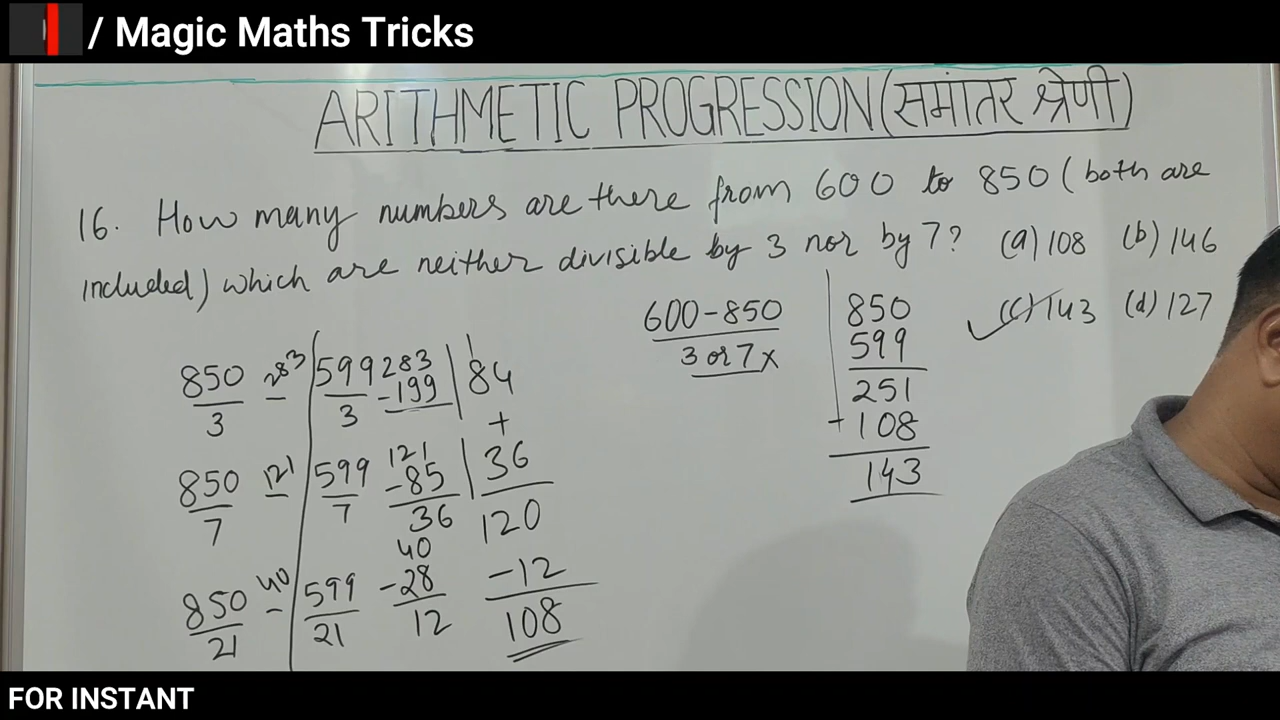 / Magic Maths Tricks
ARITHMETIC PROGRESSION (समांतर श्रेणी)
16. How many numbers are there from 600 to 850 (both are
included) which are neither divisible by 3 nor by 7? (a) 108 (b) 146
(c) 143 (d) 127
850/3 283 | 599/3 283 - 199 | 84
+
850/7 121 | 599/7 121 - 85 36 | 36
120
850/21 40 | 599/21 40 - 28 12
- 12
108
600 - 850
3 or 7 x
850
599
251
- 108
143
FOR INSTANT